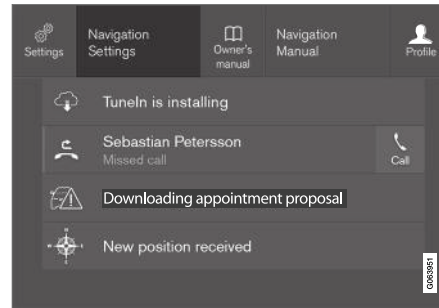 Settings
Navigation
Settings
Owner's
manual
Navigation
Manual
Profile
TuneIn is installing
Sebastian Petersson
Missed call
Call
Downloading appointment proposal
New position received
G063951